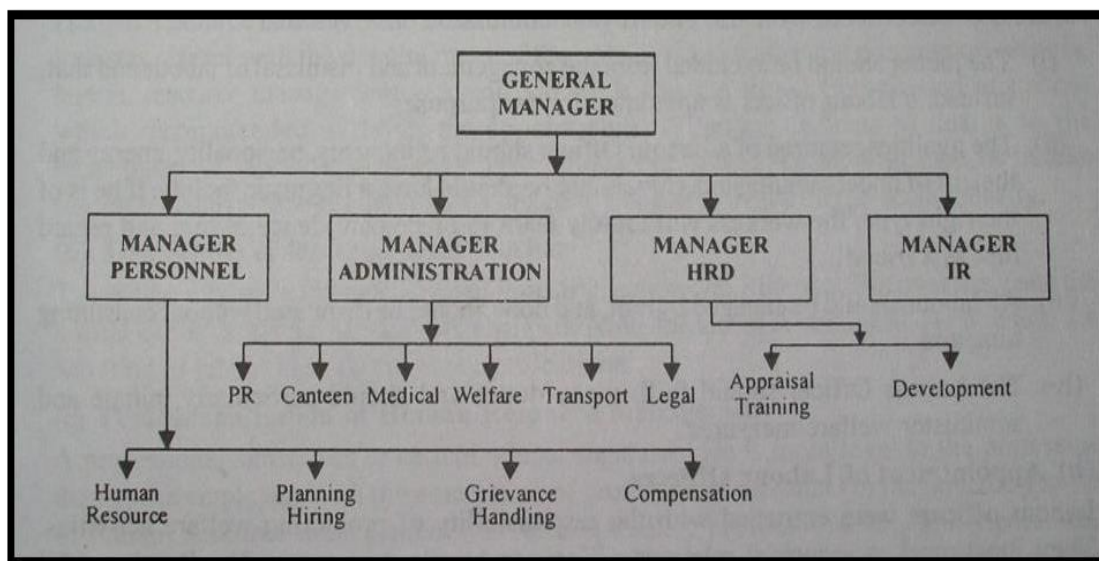 GENERAL
MANAGER
MANAGER
PERSONNEL
MANAGER
ADMINISTRATION
MANAGER
HRD
MANAGER
IR
PR
Canteen
Medical
Welfare
Transport
Legal
Appraisal
Training
Development
Human
Resource
Planning
Hiring
Grievance
Handling
Compensation